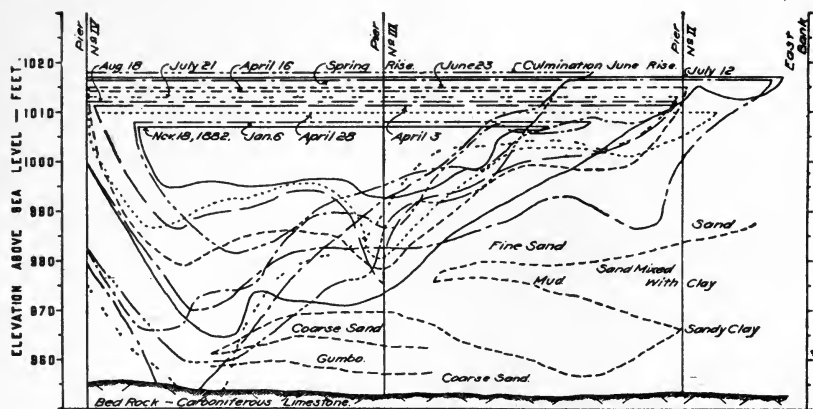 Pier
No IV
Pier
No III
Pier
No II
East
Bank
Aug 18
July 21
April 16
Spring Rise.
June 23
Culmination June Rise.
July 12
Nov. 18, 1882.
Jan. 6
April 28
April 3
ELEVATION ABOVE SEA LEVEL — FEET.
1020
1010
1000
990
980
970
960
Sand
Fine Sand
Sand Mixed
With Clay
Mud
Coarse Sand
Sandy Clay
Gumbo.
Coarse Sand.
Bed Rock - Carboniferous Limestone.